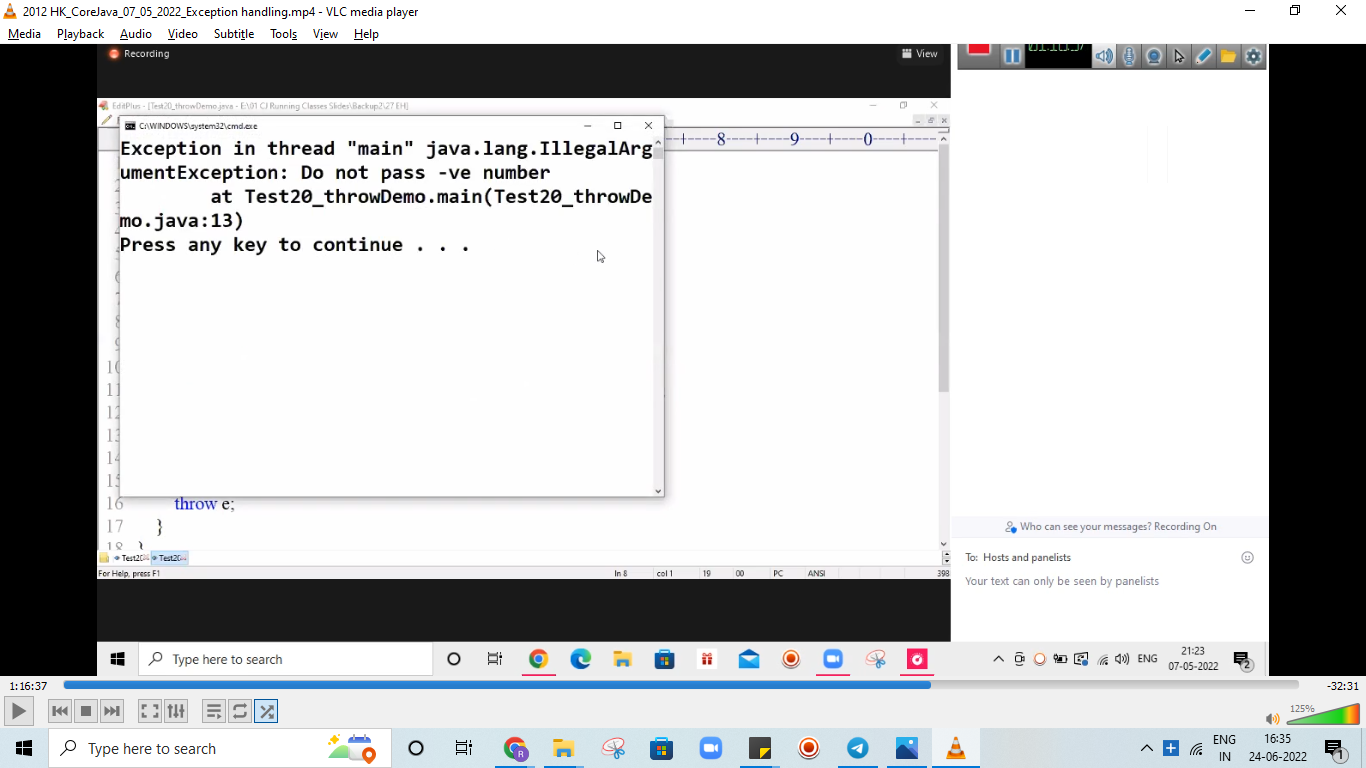 2012 HK_CoreJava_07_05_2022_Exception handling.mp4 - VLC media player
Media Playback Audio Video Subtitle Tools View Help
Recording
View
EditPlus - [Test20_throwDemo.java - E:\01 CJ Running Classes Slides\Backup2\27 EH]
C:\WINDOWS\system32\cmd.exe
8 9 0
Exception in thread "main" java.lang.IllegalArg
umentException: Do not pass -ve number
at Test20_throwDemo.main(Test20_throwDe
mo.java:13)
Press any key to continue . . .
10
11
12
13
14
15
16 throw e;
17 }
18 }
Test20 Test20
For Help, press F1
ln 8 col 1 19 00 PC ANSI 398
Who can see your messages? Recording On
To: Hosts and panelists
Your text can only be seen by panelists
Type here to search
ENG
21:23
07-05-2022
2
1:16:37
-32:31
125%
Type here to search
ENG
IN
16:35
24-06-2022
1